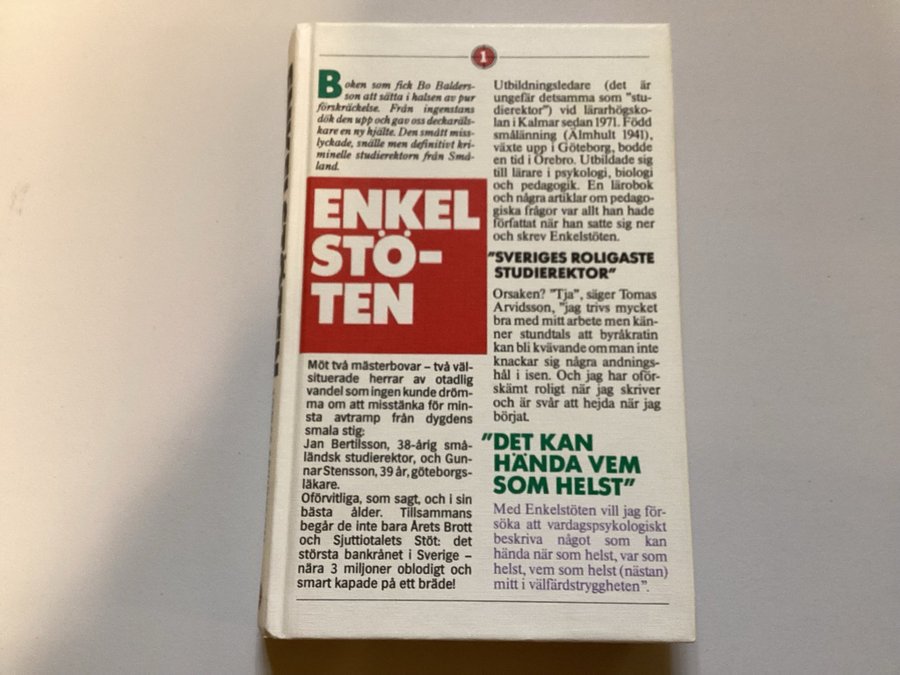 1
Boken som fick Bo Balders-
son att sätta i halsen av pur
förskräckelse. Från ingenstans
dök den upp och gav oss deckaräls-
kare en ny hjälte. Den smått miss-
lyckade, snälle men definitivt kri-
minelle studierektorn från Små-
land.
ENKEL
STÖ-
TEN
Möt två mästerbovar – två väl-
situerade herrar av otadlig
vandel som ingen kunde dröm-
ma om att misstänka för min-
sta avtramp från dygdens
smala stig:
Jan Bertilsson, 38-årig små-
ländsk studierektor, och Gun-
nar Stensson, 39 år, göteborgs-
läkare.
Oförvitliga, som sagt, och i sin
bästa ålder. Tillsammans
begår de inte bara Årets Brott
och Sjuttiotalets Stöt: det
största bankrånet i Sverige –
nära 3 miljoner oblodigt och
smart kapade på ett bräde!
Utbildningsledare (det är
ungefär detsamma som "stu-
dierektor") vid lärarhögsko-
lan i Kalmar sedan 1971. Född
smålänning (Älmhult 1941),
växte upp i Göteborg, bodde
en tid i Örebro. Utbildade sig
till lärare i psykologi, biologi
och pedagogik. En lärobok
och några artiklar om pedago-
giska frågor var allt han hade
författat när han satte sig ner
och skrev Enkelstöten.
"SVERIGES ROLIGASTE
STUDIEREKTOR"
Orsaken? "Tja", säger Tomas
Arvidsson, "jag trivs mycket
bra med mitt arbete men kän-
ner stundtals att byråkratin
kan bli kvävande om man inte
knackar sig några andnings-
hål i isen. Och jag har oför-
skämt roligt när jag skriver
och är svår att hejda när jag
börjat.
"DET KAN
HÄNDA VEM
SOM HELST"
Med Enkelstöten vill jag för-
söka att vardagspsykologiskt
beskriva något som kan
hända när som helst, var som
helst, vem som helst (nästan)
mitt i välfärdstryggheten".